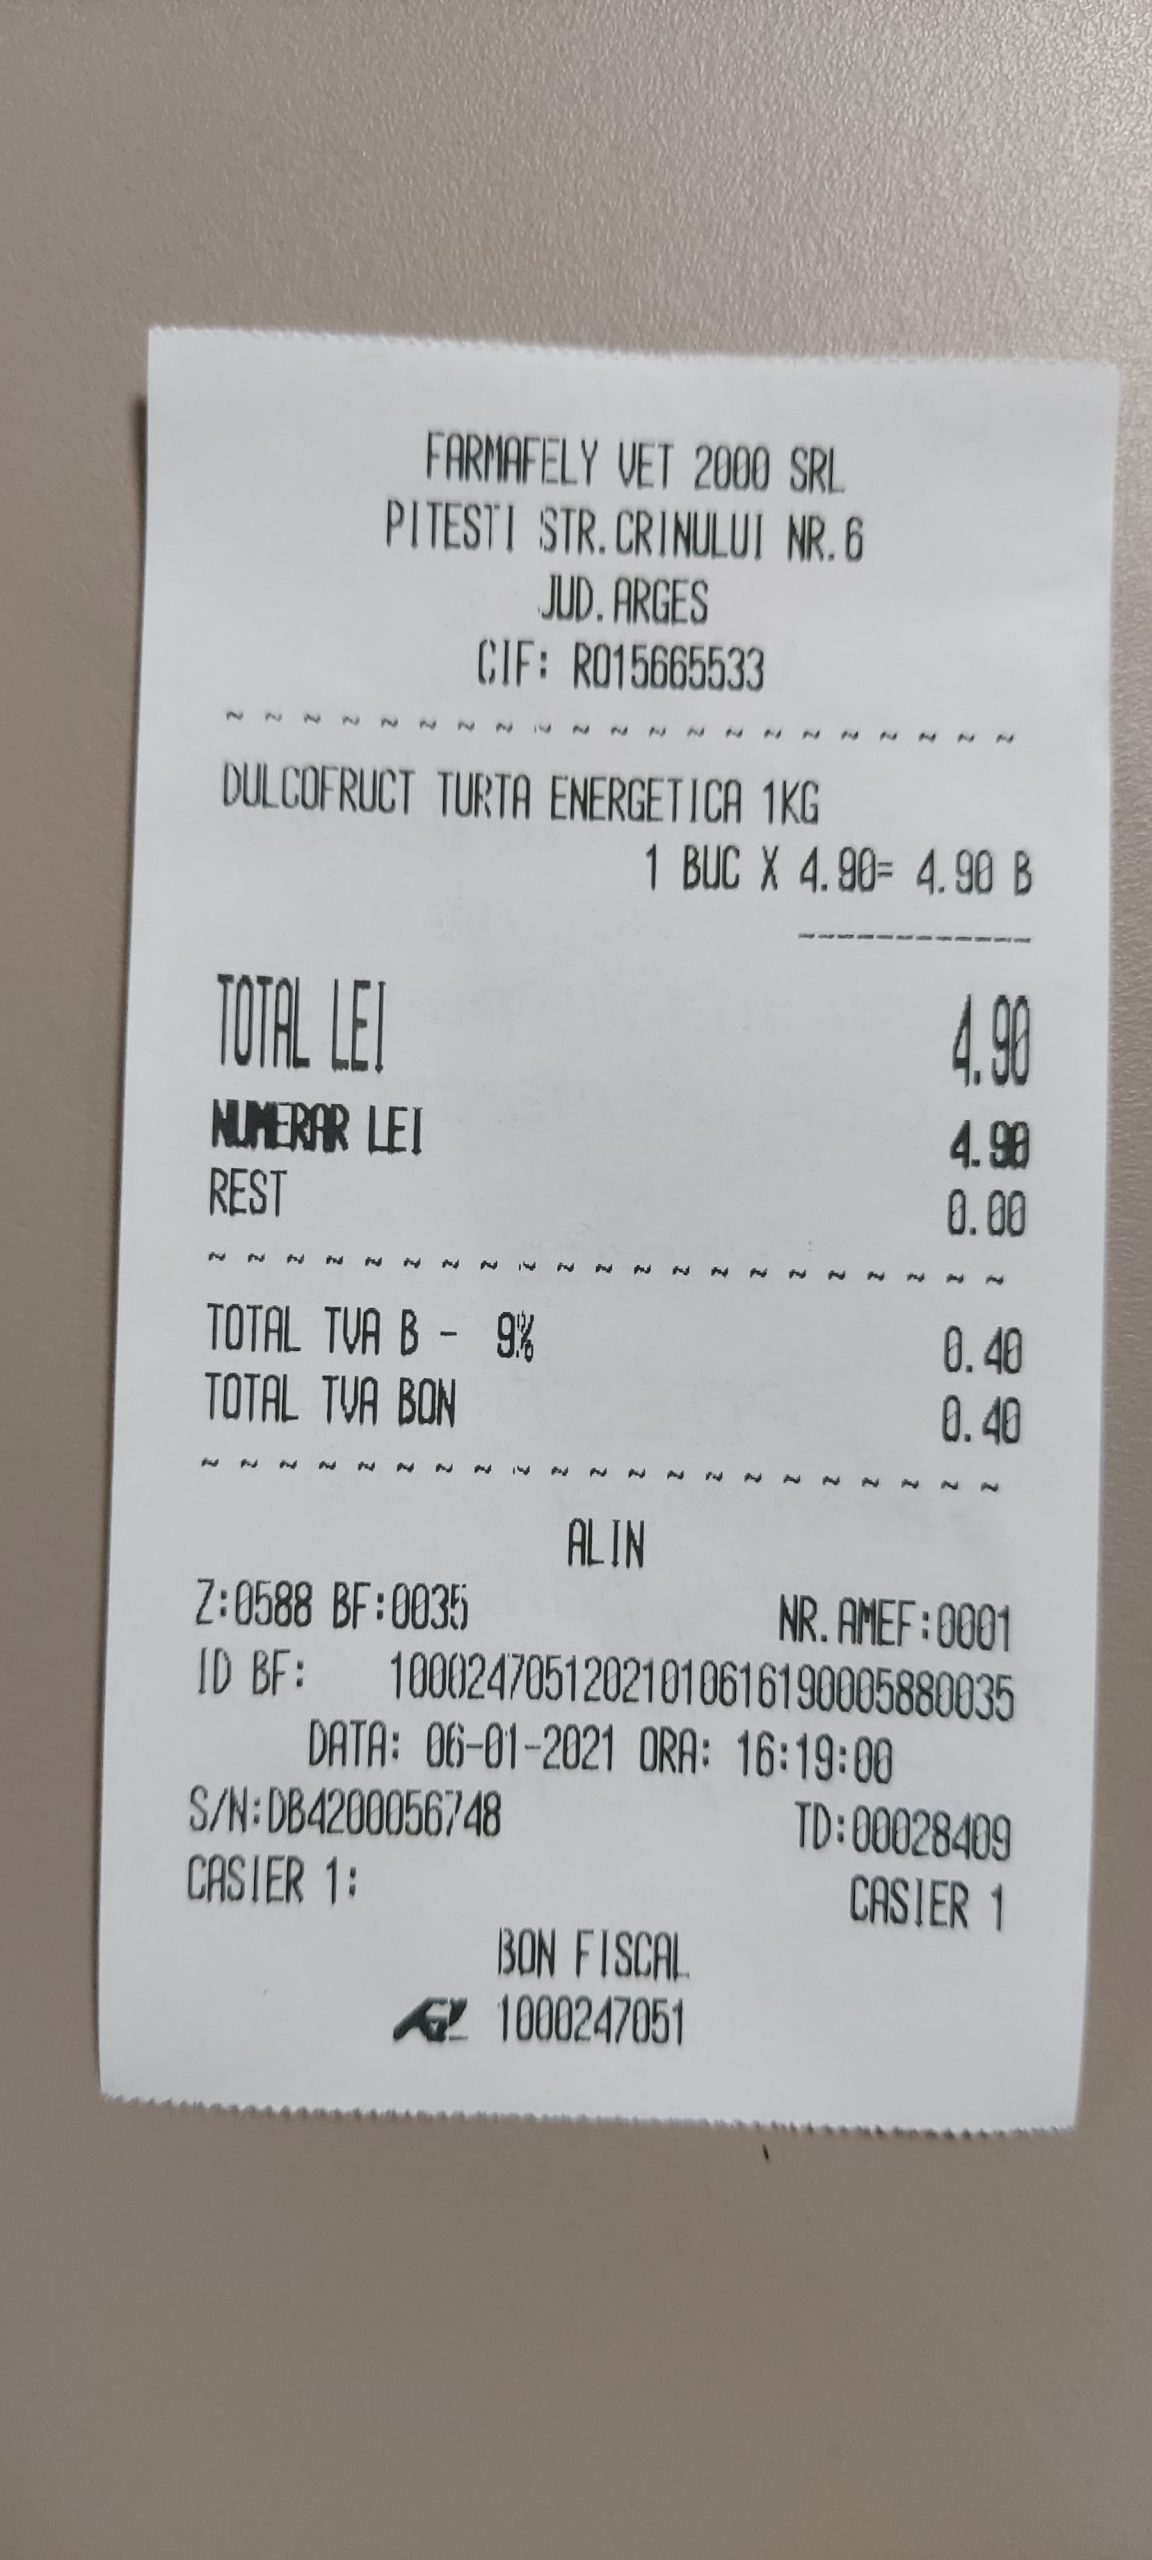 FARMAFELY VET 2000 SRL
PITESTI STR.CRINULUI NR.6
JUD.ARGES
CIF: RO15665533
~ ~ ~ ~ ~ ~ ~ ~ ~ ~ ~ ~ ~ ~ ~ ~ ~ ~ ~ ~ ~
DULCOFRUCT TURTA ENERGETICA 1KG
1 BUC X 4.90= 4.90 B
------------
TOTAL LEI 4.90
NUMERAR LEI 4.90
REST 0.00
~ ~ ~ ~ ~ ~ ~ ~ ~ ~ ~ ~ ~ ~ ~ ~ ~ ~ ~ ~ ~
TOTAL TVA B - 9% 0.40
TOTAL TVA BON 0.40
~ ~ ~ ~ ~ ~ ~ ~ ~ ~ ~ ~ ~ ~ ~ ~ ~ ~ ~ ~ ~
ALIN
Z:0588 BF:0035 NR.AMEF:0001
ID BF: 10002470512021010616190005880035
DATA: 06-01-2021 ORA: 16:19:00
S/N:DB4200056748 TD:00028409
CASIER 1: CASIER 1
BON FISCAL
1000247051